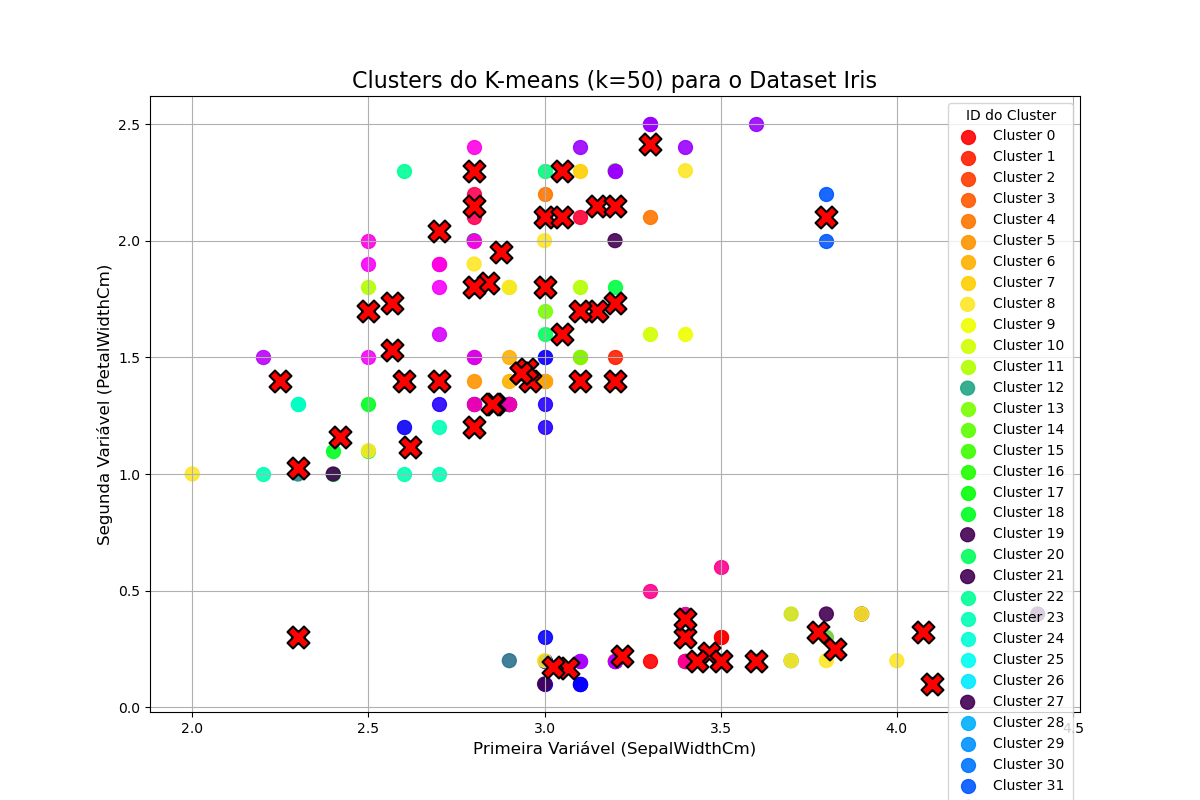 Clusters do K-means (k=50) para o Dataset Iris
Segunda Variável (PetalWidthCm)
2.5
2.0
1.5
1.0
0.5
0.0
2.0
2.5
3.0
3.5
4.0
4.5
Primeira Variável (SepalWidthCm)
ID do Cluster
Cluster 0
Cluster 1
Cluster 2
Cluster 3
Cluster 4
Cluster 5
Cluster 6
Cluster 7
Cluster 8
Cluster 9
Cluster 10
Cluster 11
Cluster 12
Cluster 13
Cluster 14
Cluster 15
Cluster 16
Cluster 17
Cluster 18
Cluster 19
Cluster 20
Cluster 21
Cluster 22
Cluster 23
Cluster 24
Cluster 25
Cluster 26
Cluster 27
Cluster 28
Cluster 29
Cluster 30
Cluster 31